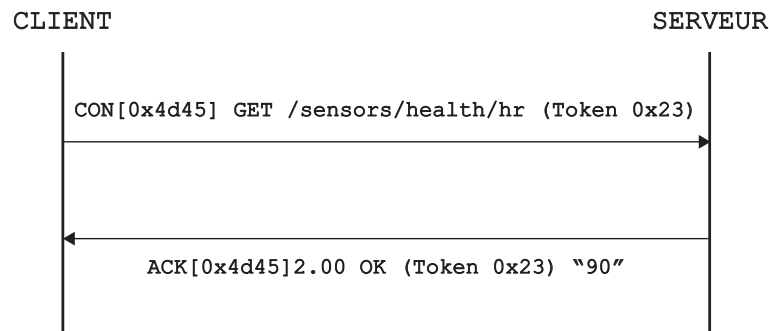 CLIENT SERVEUR
CON[0x4d45] GET /sensors/health/hr (Token 0x23)
ACK[0x4d45]2.00 OK (Token 0x23) “90”